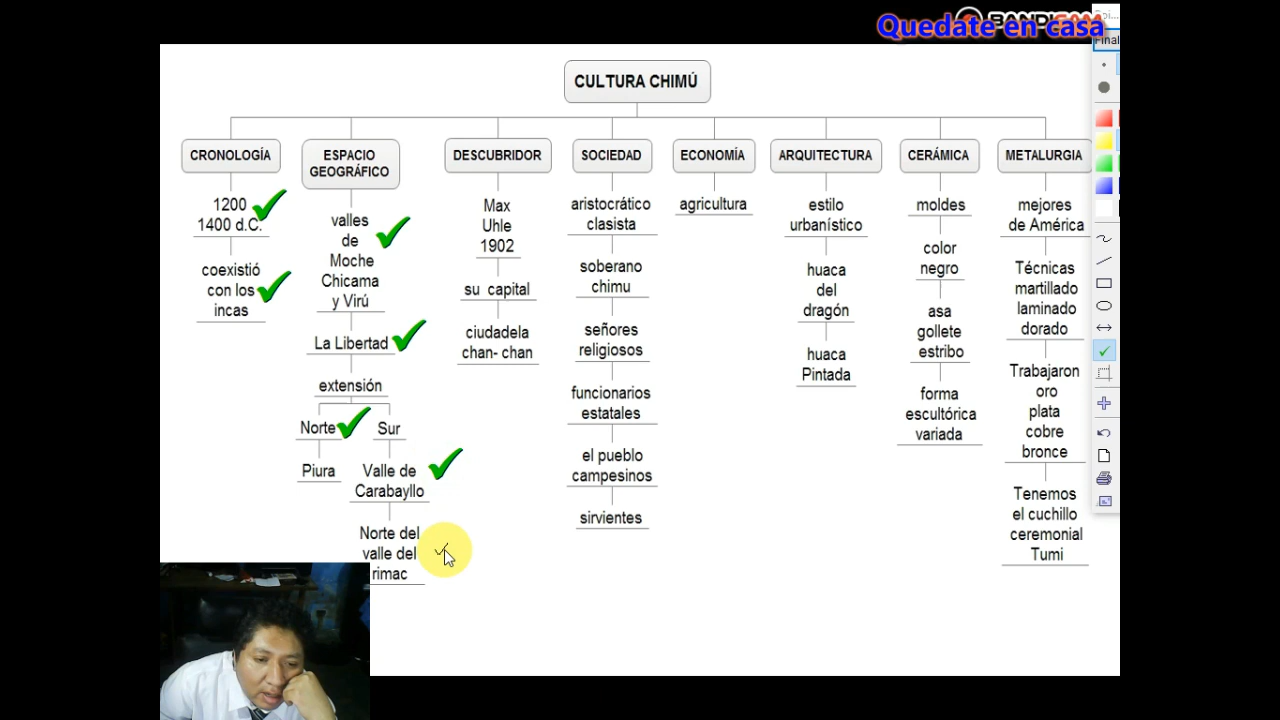 Quedate en casa
CULTURA CHIMÚ
CRONOLOGÍA
1200
1400 d.C.
coexistió
con los
incas
ESPACIO
GEOGRÁFICO
valles
de
Moche
Chicama
y Virú
La Libertad
extensión
Norte
Piura
Sur
Valle de
Carabayllo
Norte del
valle del
rimac
DESCUBRIDOR
Max
Uhle
1902
su capital
ciudadela
chan- chan
SOCIEDAD
aristocrático
clasista
soberano
chimu
señores
religiosos
funcionarios
estatales
el pueblo
campesinos
sirvientes
ECONOMÍA
agricultura
ARQUITECTURA
estilo
urbanístico
huaca
del
dragón
huaca
Pintada
CERÁMICA
moldes
color
negro
asa
gollete
estribo
forma
escultórica
variada
METALURGIA
mejores
de América
Técnicas
martillado
laminado
dorado
Trabajaron
oro
plata
cobre
bronce
Tenemos
el cuchillo
ceremonial
Tumi